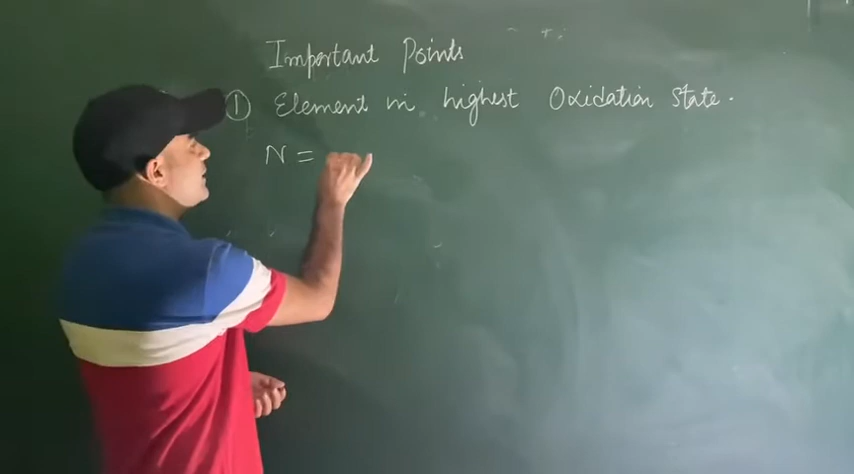 Important Points
① Element in highest Oxidation state.
N =